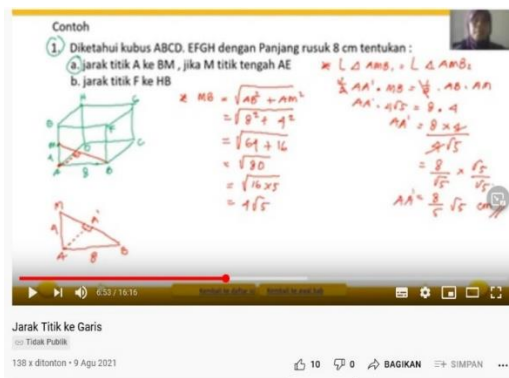 Contoh
1. Diketahui kubus ABCD. EFGH dengan Panjang rusuk 8 cm tentukan :
a. jarak titik A ke BM , jika M titik tengah AE
b. jarak titik F ke HB
MB = √AB² + AM²
= √8² + 4²
= √64 + 16
= √80
= √16x5
= 4√5
L Δ AMB₁ = L Δ AMB₂
½ AA' . MB = ½ . AB . AM
AA' . 4√5 = 8 . 4
AA' = 8 x 4 / 4√5
= 8/√5 x √5/√5
AA' = 8/5 √5 cm
8
M
A'
4
A
8
B
6:53 / 16:16
Jarak Titik ke Garis
Tidak Publik
138 x ditonton • 9 Agu 2021
10
0
BAGIKAN
SIMPAN